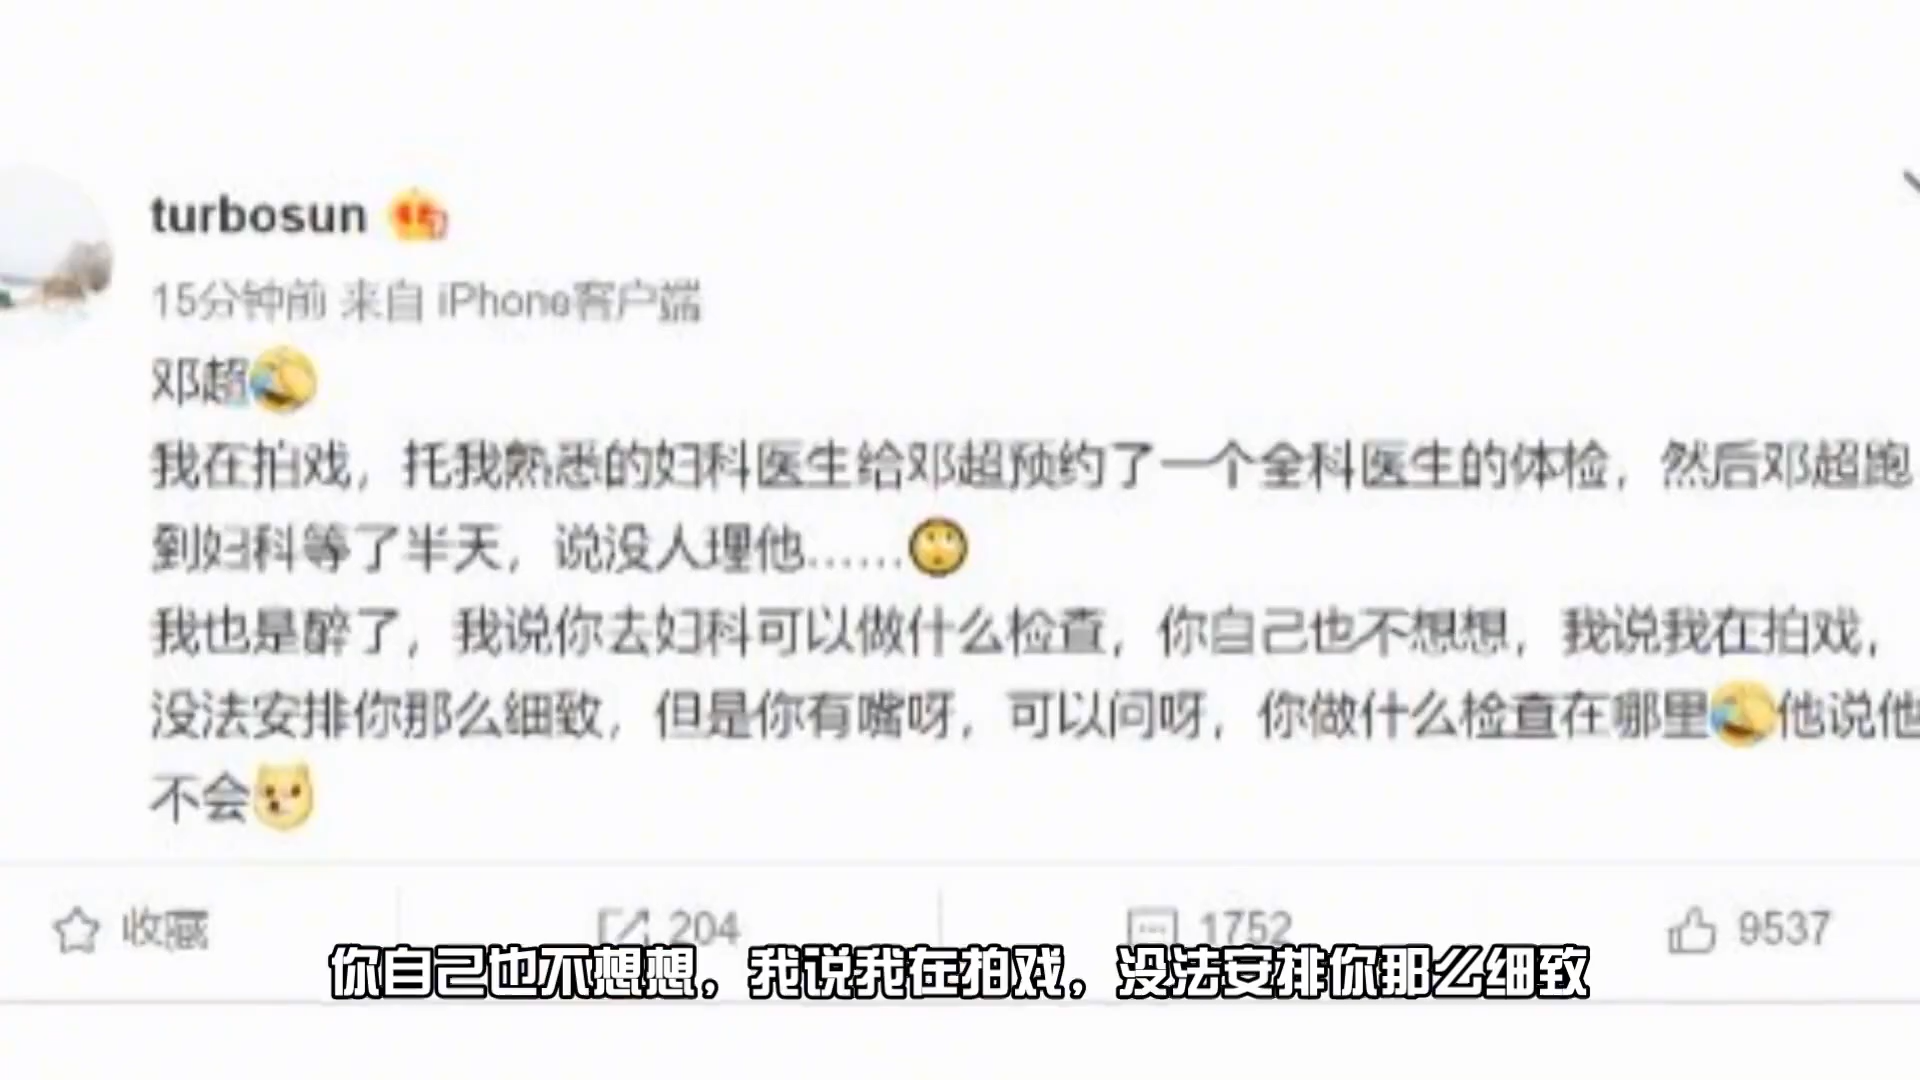 turbosun
15分钟前 来自 iPhone客户端
邓超
我在拍戏，托我熟悉的妇科医生给邓超预约了一个全科医生的体检，然后邓超跑
到妇科等了半天，说没人理他……
我也是醉了，我说你去妇科可以做什么检查，你自己也不想想，我说我在拍戏，
没法安排你那么细致，但是你有嘴呀，可以问呀，你做什么检查在哪里他说他
不会
收藏 204 1752 9537
你自己也不想想，我说我在拍戏，没法安排你那么细致